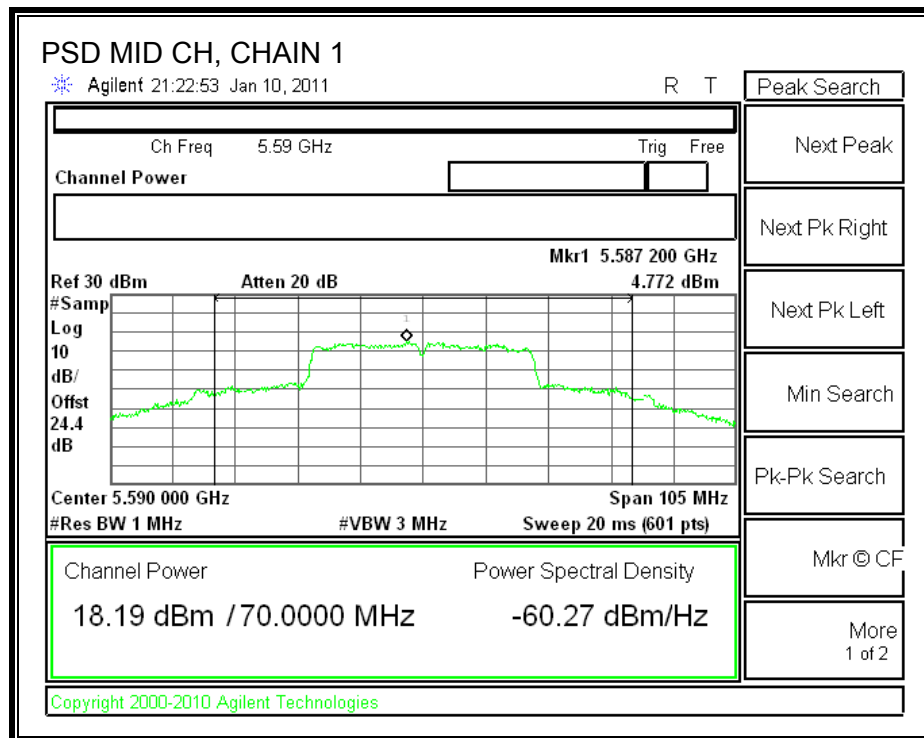 PSD MID CH, CHAIN 1
Agilent 21:22:53 Jan 10, 2011 R T
Peak Search
Ch Freq 5.59 GHz Trig Free
Next Peak
Channel Power
Next Pk Right
Mkr1 5.587 200 GHz
Ref 30 dBm Atten 20 dB 4.772 dBm
#Samp
Log
10
dB/
Offst
24.4
dB
1
Next Pk Left
Min Search
Pk-Pk Search
Center 5.590 000 GHz Span 105 MHz
#Res BW 1 MHz #VBW 3 MHz Sweep 20 ms (601 pts)
Mkr © CF
Channel Power Power Spectral Density
18.19 dBm / 70.0000 MHz -60.27 dBm/Hz
More
1 of 2
Copyright 2000-2010 Agilent Technologies